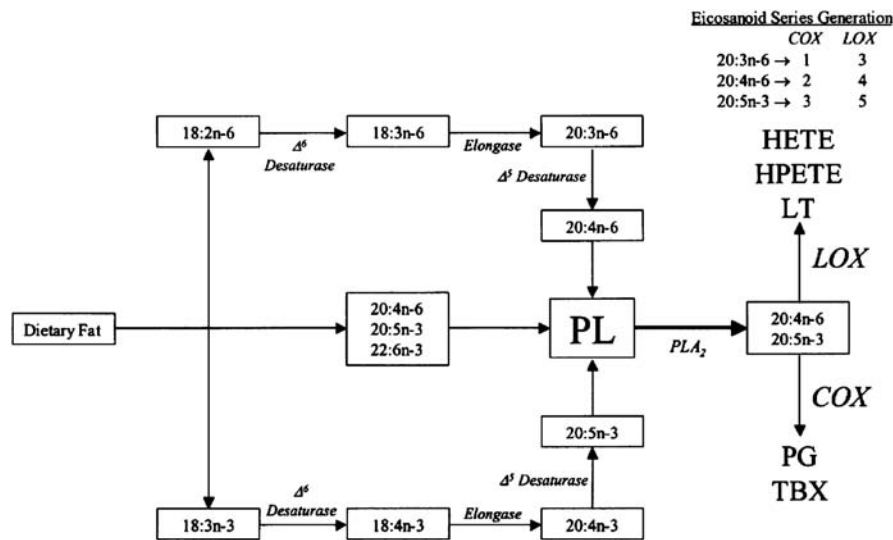 Eicosanoid Series Generation
COX LOX
20:3n-6 → 1 3
20:4n-6 → 2 4
20:5n-3 → 3 5
HETE
HPETE
LT
LOX
18:2n-6
Δ⁶
Desaturase
18:3n-6
Elongase
20:3n-6
Δ⁵ Desaturase
20:4n-6
Dietary Fat
20:4n-6
20:5n-3
22:6n-3
PL
PLA₂
20:4n-6
20:5n-3
COX
PG
TBX
20:5n-3
Δ⁵ Desaturase
18:3n-3
Δ⁶
Desaturase
18:4n-3
Elongase
20:4n-3